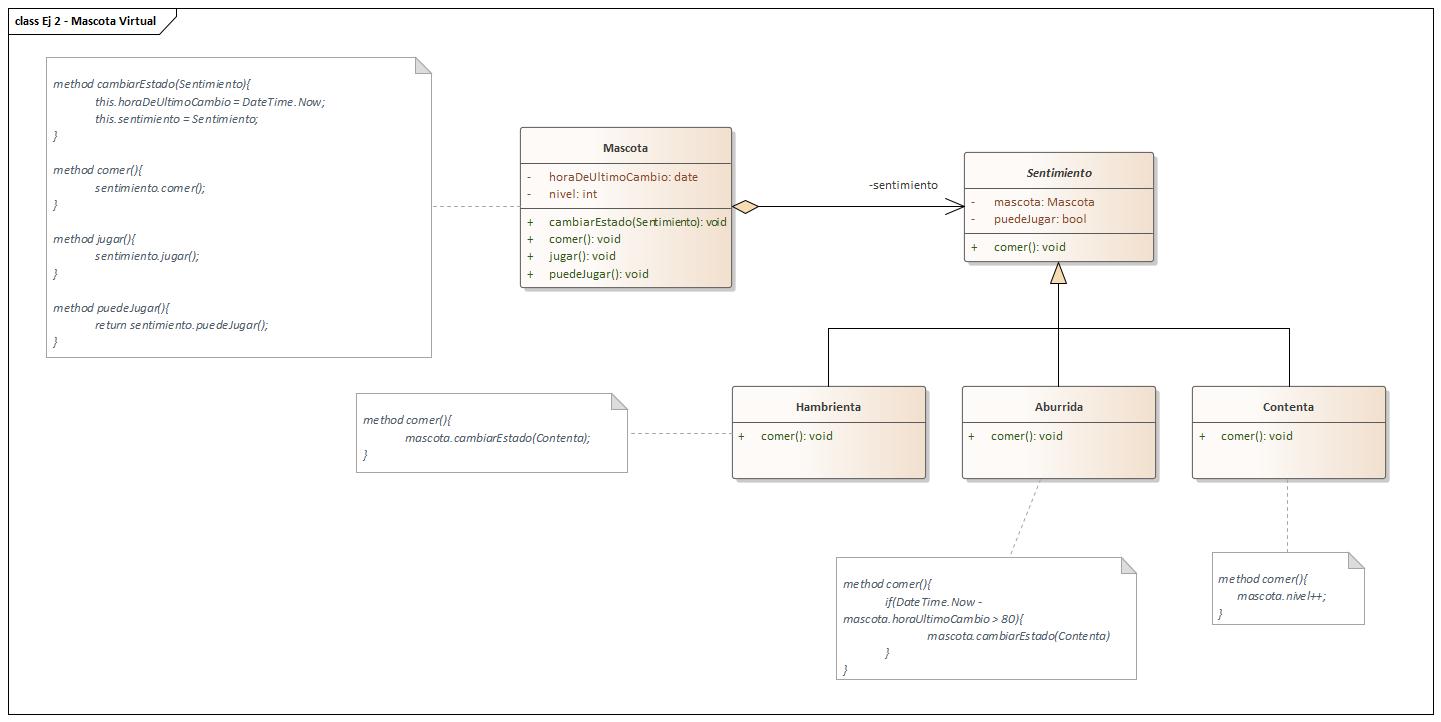 class Ej 2 - Mascota Virtual
method cambiarEstado(Sentimiento){
this.horaDeUltimoCambio = DateTime.Now;
this.sentimiento = Sentimiento;
}
method comer(){
sentimiento.comer();
}
method jugar(){
sentimiento.jugar();
}
method puedeJugar(){
return sentimiento.puedeJugar();
}
Mascota
- horaDeUltimoCambio: date
- nivel: int
+ cambiarEstado(Sentimiento): void
+ comer(): void
+ jugar(): void
+ puedeJugar(): void
-sentimiento
Sentimiento
- mascota: Mascota
- puedeJugar: bool
+ comer(): void
method comer(){
mascota.cambiarEstado(Contenta);
}
Hambrienta
+ comer(): void
Aburrida
+ comer(): void
Contenta
+ comer(): void
method comer(){
if(DateTime.Now -
mascota.horaUltimoCambio > 80){
mascota.cambiarEstado(Contenta)
}
}
method comer(){
mascota.nivel++;
}